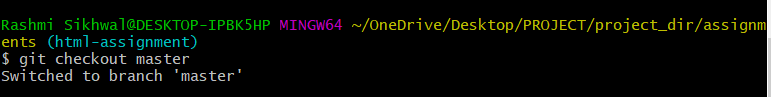 Rashmi Sikhwal@DESKTOP-IPBK5HP MINGW64 ~/OneDrive/Desktop/PROJECT/project_dir/assignm
ents (html-assignment)
$ git checkout master
Switched to branch 'master'